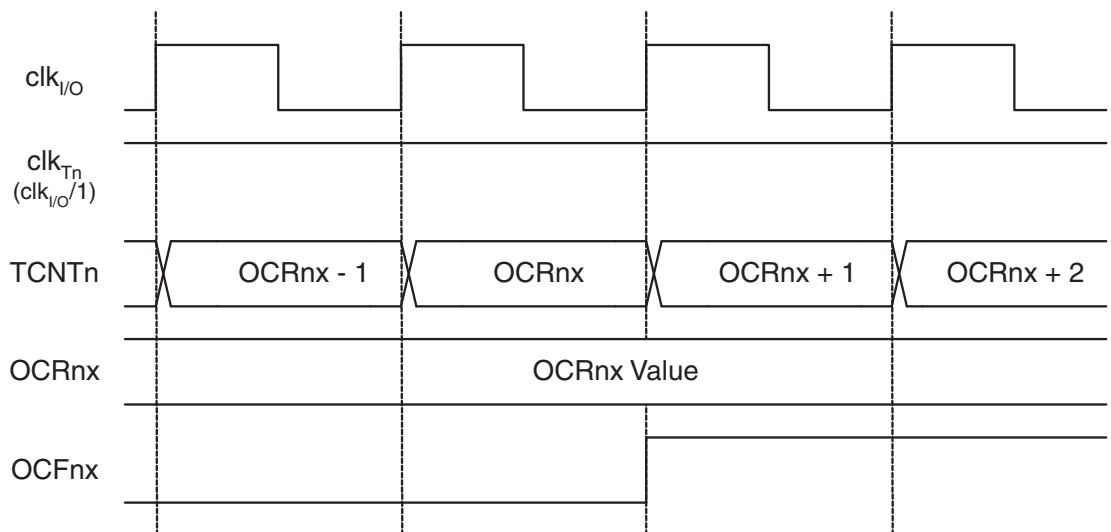 clkI/O
clkTn
(clkI/O/1)
TCNTn OCRnx - 1 OCRnx OCRnx + 1 OCRnx + 2
OCRnx OCRnx Value
OCFnx